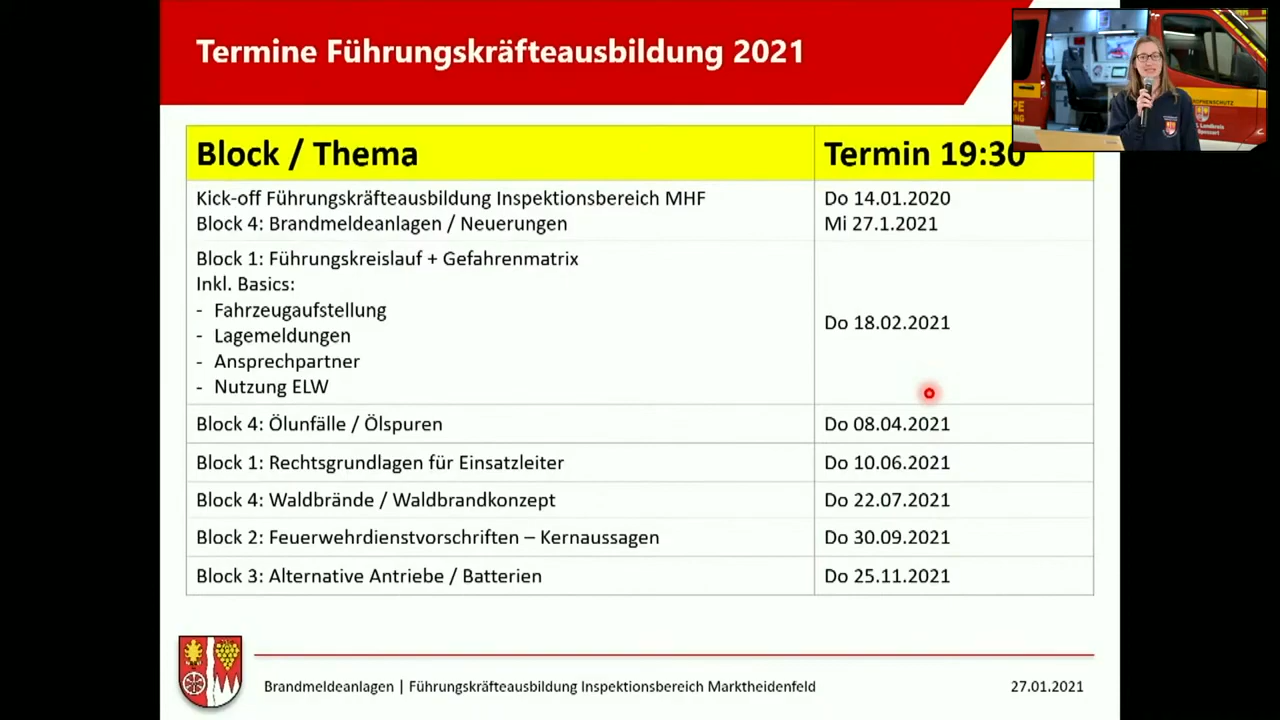 Termine Führungskräfteausbildung 2021
Block / Thema
Termin 19:30
Kick-off Führungskräfteausbildung Inspektionsbereich MHF
Do 14.01.2020
Block 4: Brandmeldeanlagen / Neuerungen
Mi 27.1.2021
Block 1: Führungskreislauf + Gefahrenmatrix
Inkl. Basics:
- Fahrzeugaufstellung
- Lagemeldungen
- Ansprechpartner
- Nutzung ELW
Do 18.02.2021
Block 4: Ölunfälle / Ölspuren
Do 08.04.2021
Block 1: Rechtsgrundlagen für Einsatzleiter
Do 10.06.2021
Block 4: Waldbrände / Waldbrandkonzept
Do 22.07.2021
Block 2: Feuerwehrdienstvorschriften – Kernaussagen
Do 30.09.2021
Block 3: Alternative Antriebe / Batterien
Do 25.11.2021
Brandmeldeanlagen | Führungskräfteausbildung Inspektionsbereich Marktheidenfeld
27.01.2021
Landkreis